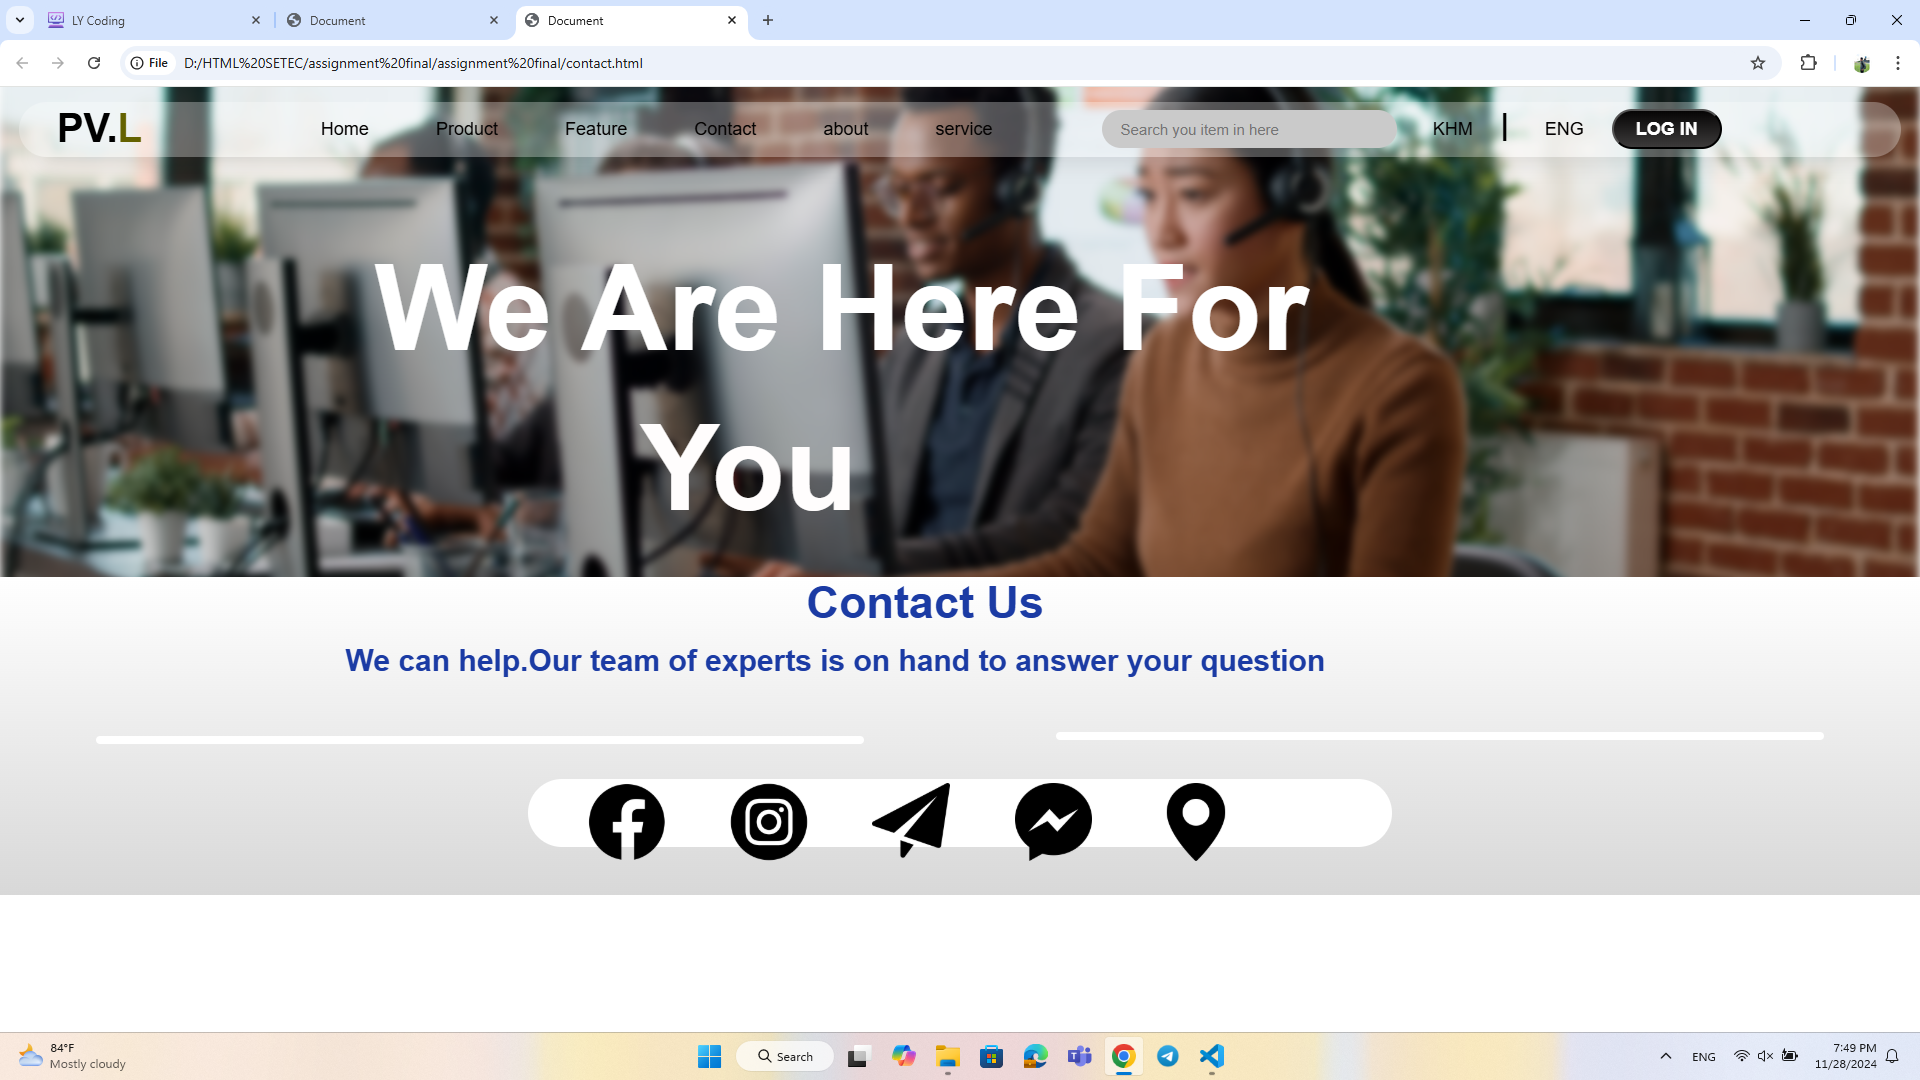 LY Coding
Document
Document
File
D:/HTML%20SETEC/assignment%20final/assignment%20final/contact.html
PV.L
Home
Product
Feature
Contact
about
service
Search you item in here
KHM
ENG
LOG IN
We Are Here For
You
Contact Us
We can help.Our team of experts is on hand to answer your question
84°F
Mostly cloudy
Search
ENG
7:49 PM
11/28/2024